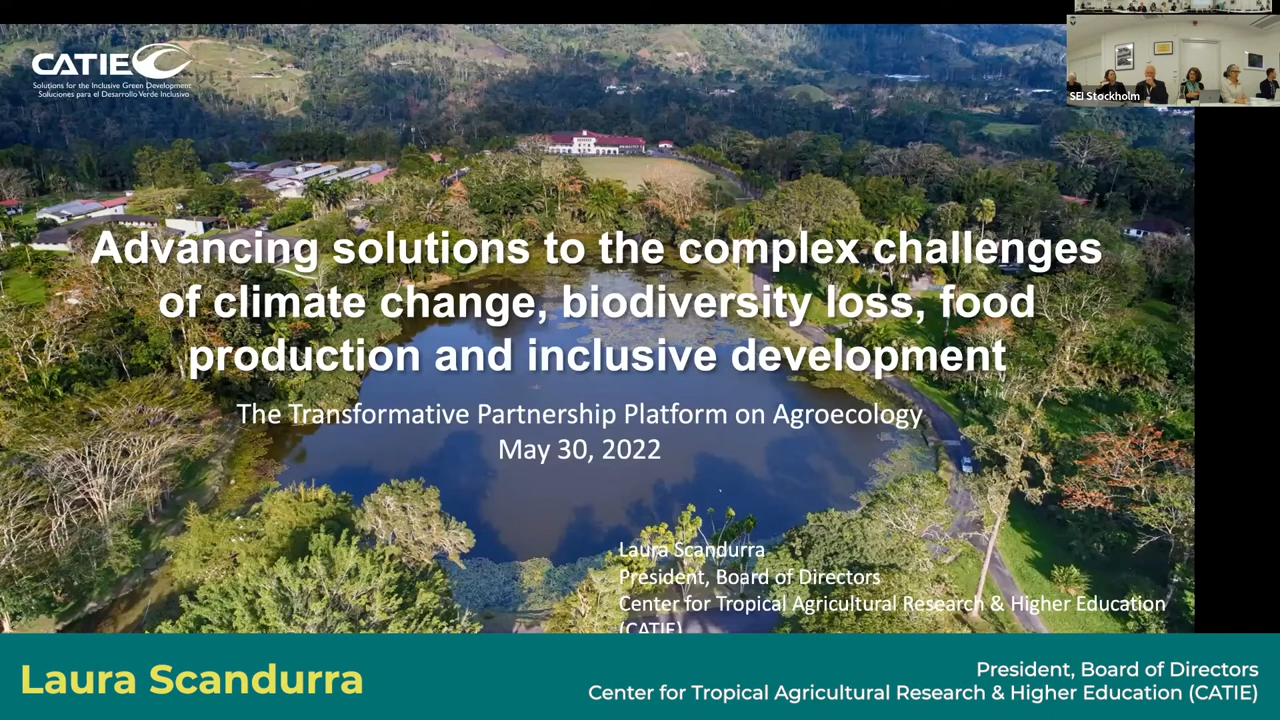 CATIE
Solutions for the Inclusive Green Development
Soluciones para el Desarrollo Verde Inclusivo
SEI Stockholm
Advancing solutions to the complex challenges
of climate change, biodiversity loss, food
production and inclusive development
The Transformative Partnership Platform on Agroecology
May 30, 2022
Laura Scandurra
President, Board of Directors
Center for Tropical Agricultural Research & Higher Education
(CATIE)
Laura Scandurra
President, Board of Directors
Center for Tropical Agricultural Research & Higher Education (CATIE)